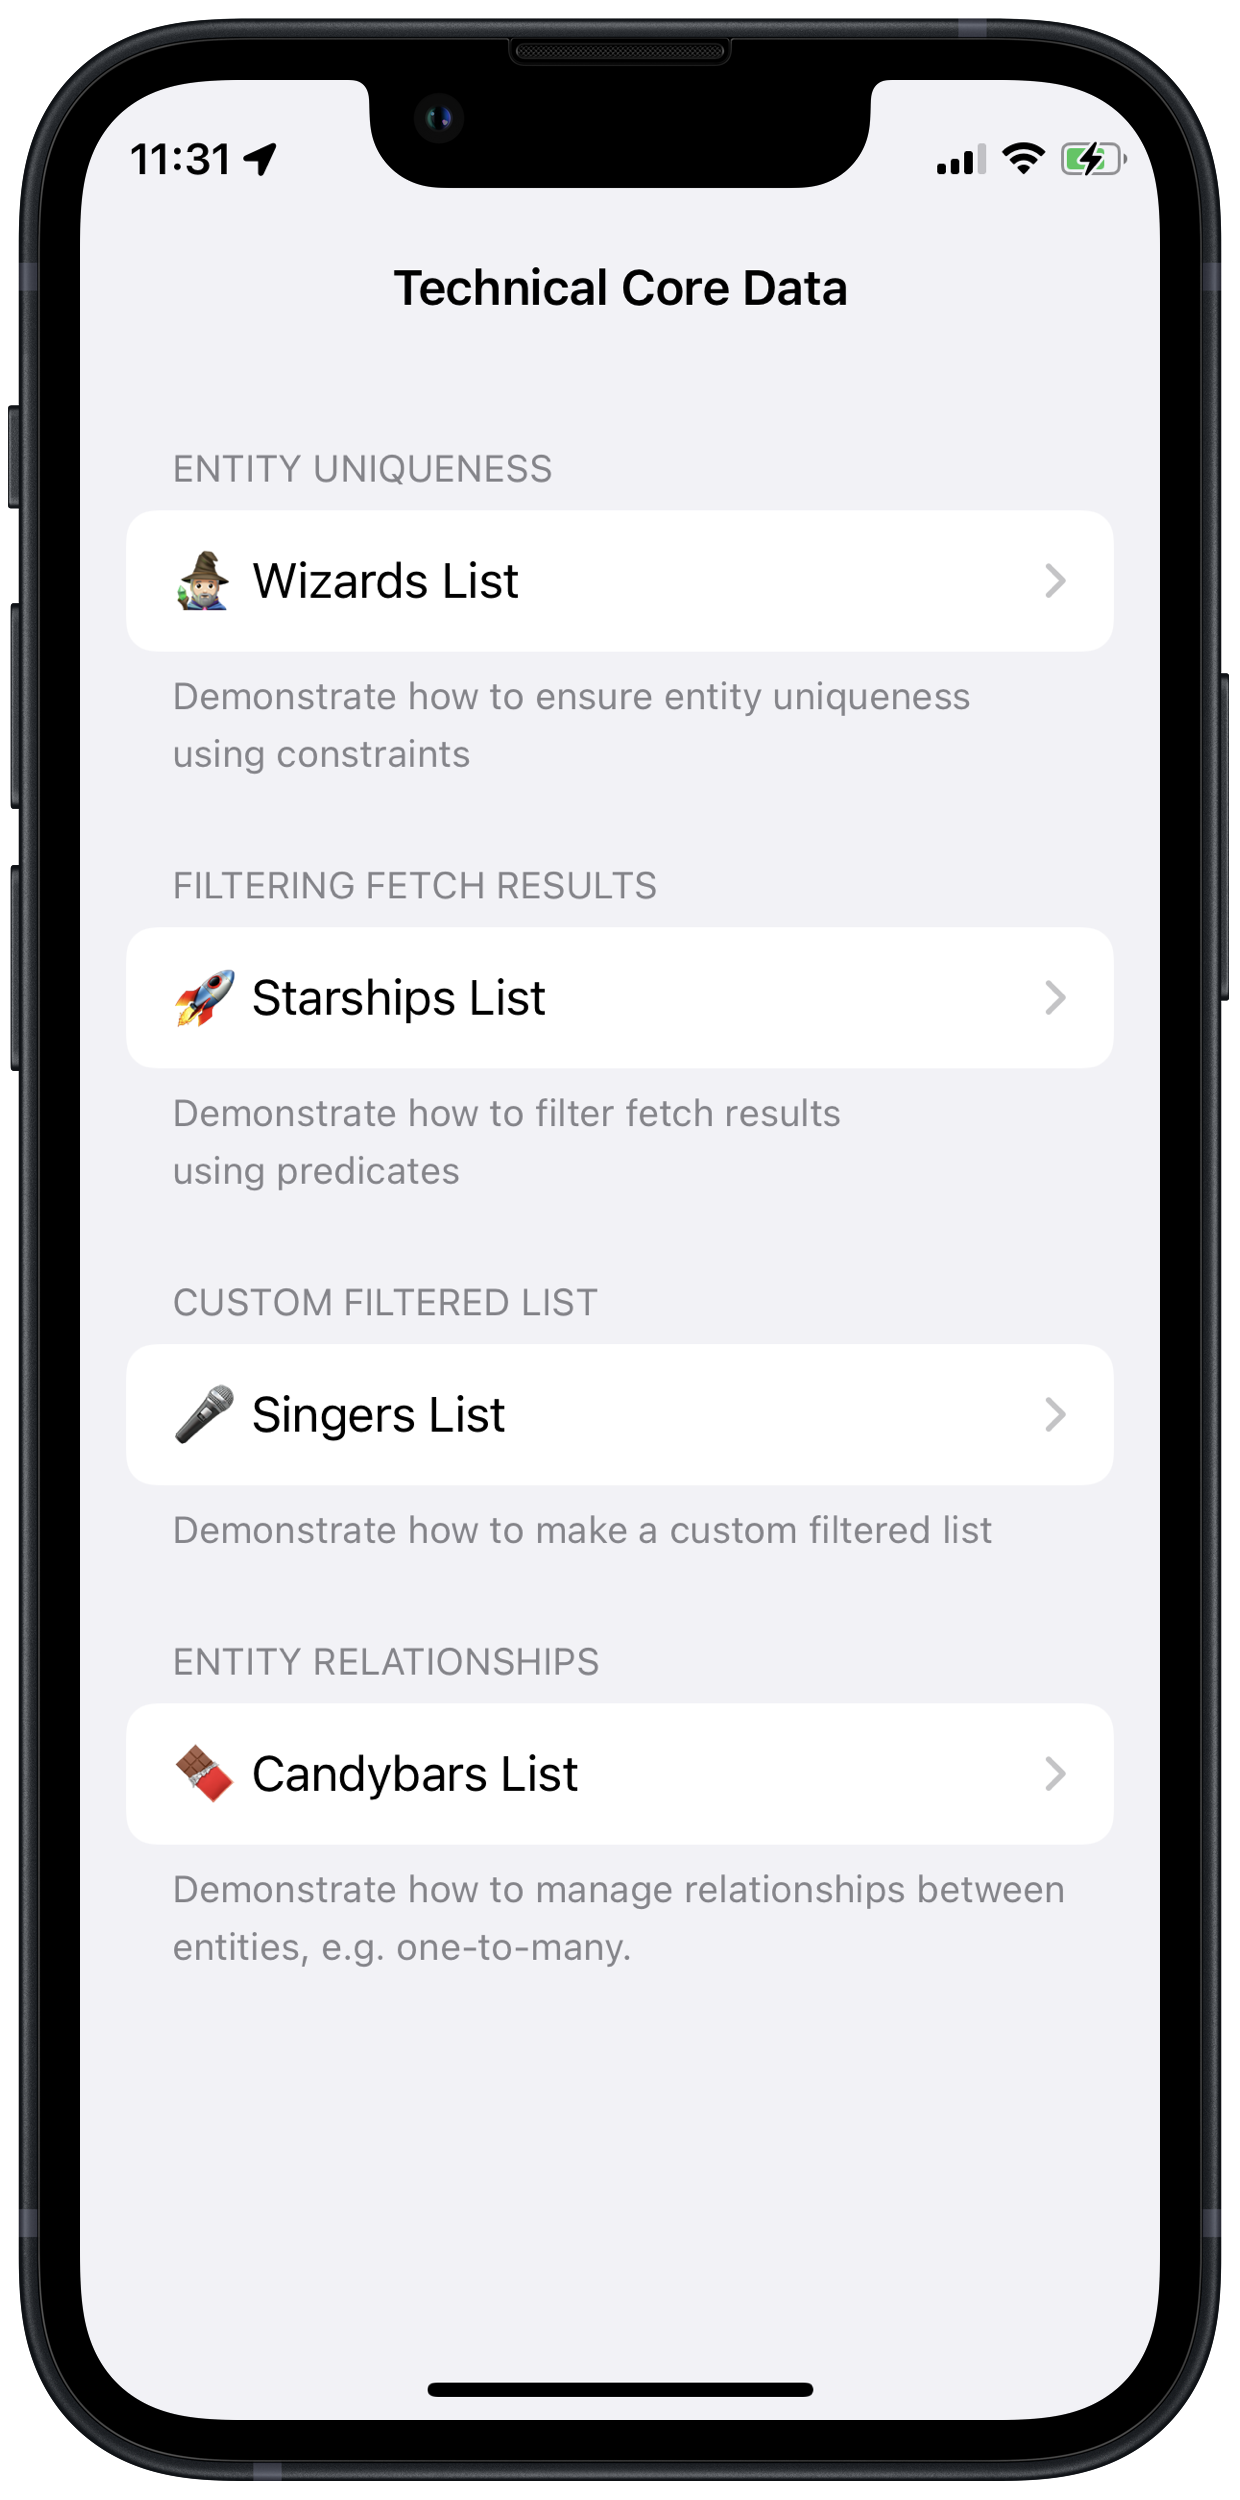 11:31
Technical Core Data
ENTITY UNIQUENESS
Wizards List
Demonstrate how to ensure entity uniqueness
using constraints
FILTERING FETCH RESULTS
Starships List
Demonstrate how to filter fetch results
using predicates
CUSTOM FILTERED LIST
Singers List
Demonstrate how to make a custom filtered list
ENTITY RELATIONSHIPS
Candybars List
Demonstrate how to manage relationships between
entities, e.g. one-to-many.